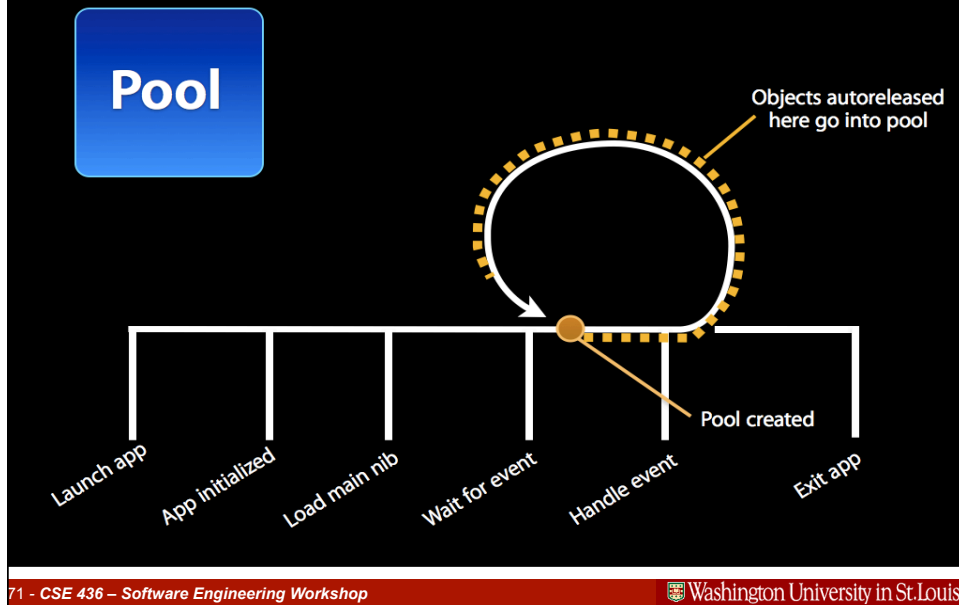 Pool
Objects autoreleased
here go into pool
Pool created
Launch app
App initialized
Load main nib
Wait for event
Handle event
Exit app
71 - CSE 436 – Software Engineering Workshop
Washington University in St.Louis